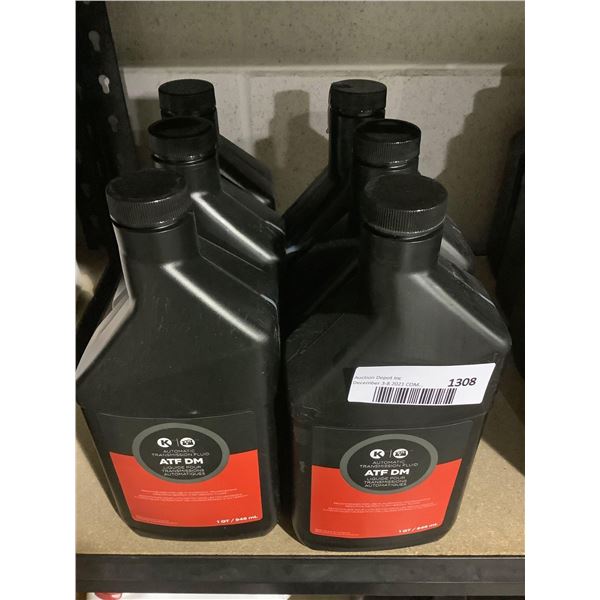 Auction Depot Inc
December 3-8 2021 COM...
1308
K
AUTOMATIC
TRANSMISSION FLUID
ATF DM
LIQUIDE POUR
TRANSMISSIONS
AUTOMATIQUES
1 QT / 946 mL
K
AUTOMATIC
TRANSMISSION FLUID
ATF DM
LIQUIDE POUR
TRANSMISSIONS
AUTOMATIQUES
1 QT / 946 mL